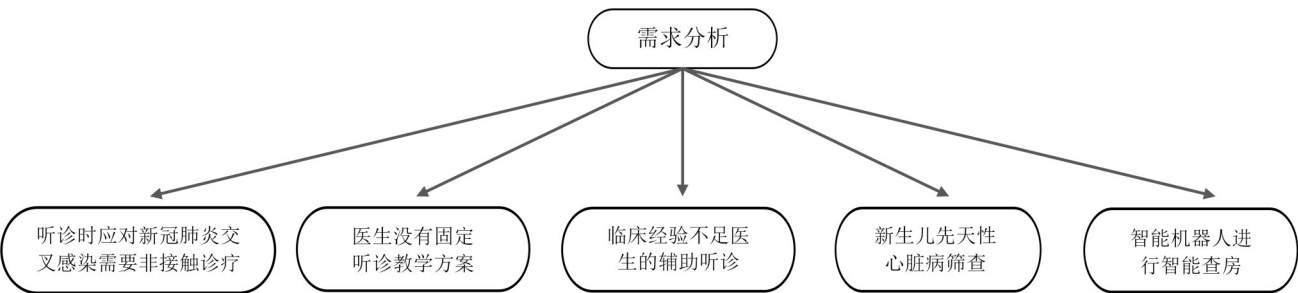 需求分析
听诊时应对新冠肺炎交
叉感染需要非接触诊疗
医生没有固定
听诊教学方案
临床经验不足医
生的辅助听诊
新生儿先天性
心脏病筛查
智能机器人进
行智能查房